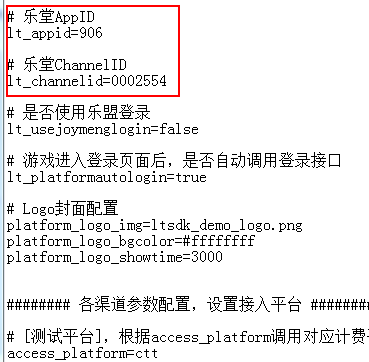 # 乐堂AppID
lt_appid=906
# 乐堂ChannelID
lt_channelid=0002554
# 是否使用乐盟登录
lt_usejoymenglogin=false
# 游戏进入登录页面后，是否自动调用登录接口
lt_platformautologin=true
# Logo封面配置
platform_logo_img=ltsdk_demo_logo.png
platform_logo_bgcolor=#ffffffff
platform_logo_showtime=3000
######## 各渠道参数配置，设置接入平台 ########
# [测试平台]，根据access_platform调用对应计费
access_platform=ctt